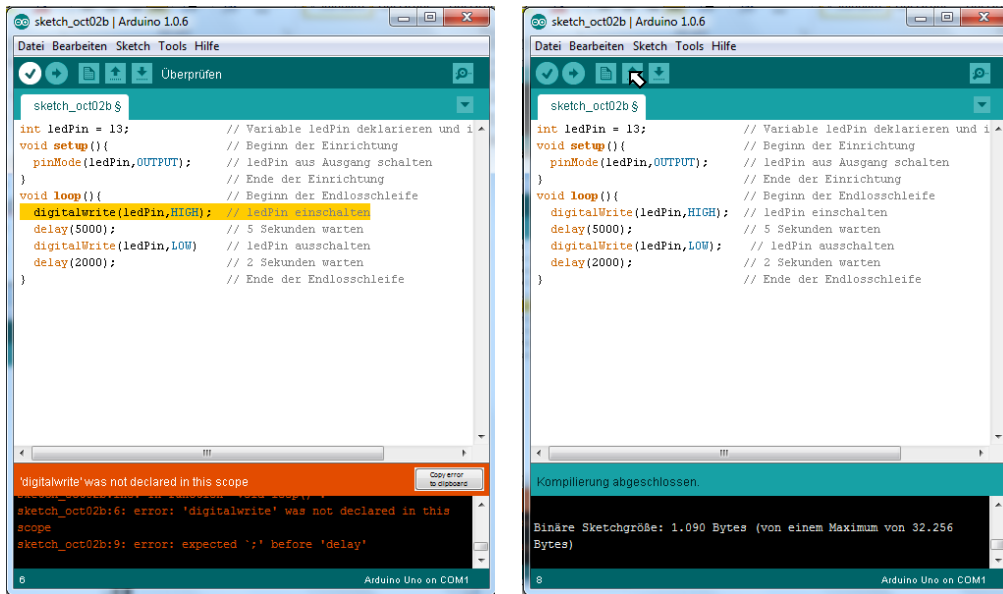 sketch_oct02b | Arduino 1.0.6
Datei Bearbeiten Sketch Tools Hilfe
Überprüfen
sketch_oct02b §
int ledPin = 13; // Variable ledPin deklarieren und i
void setup(){ // Beginn der Einrichtung
pinMode(ledPin,OUTPUT); // ledPin aus Ausgang schalten
} // Ende der Einrichtung
void loop(){ // Beginn der Endlosschleife
digitalwrite(ledPin,HIGH); // ledPin einschalten
delay(5000); // 5 Sekunden warten
digitalWrite(ledPin,LOW) // ledPin ausschalten
delay(2000); // 2 Sekunden warten
} // Ende der Endlosschleife
'digitalwrite' was not declared in this scope
Copy error
to clipboard
sketch_oct02b:6: error: 'digitalwrite' was not declared in this
scope
sketch_oct02b:9: error: expected `;' before 'delay'
6
Arduino Uno on COM1
sketch_oct02b | Arduino 1.0.6
Datei Bearbeiten Sketch Tools Hilfe
sketch_oct02b §
int ledPin = 13; // Variable ledPin deklarieren und i
void setup(){ // Beginn der Einrichtung
pinMode(ledPin,OUTPUT); // ledPin aus Ausgang schalten
} // Ende der Einrichtung
void loop(){ // Beginn der Endlosschleife
digitalWrite(ledPin,HIGH); // ledPin einschalten
delay(5000); // 5 Sekunden warten
digitalWrite(ledPin,LOW); // ledPin ausschalten
delay(2000); // 2 Sekunden warten
} // Ende der Endlosschleife
Kompilierung abgeschlossen.
Binäre Sketchgröße: 1.090 Bytes (von einem Maximum von 32.256
Bytes)
8
Arduino Uno on COM1